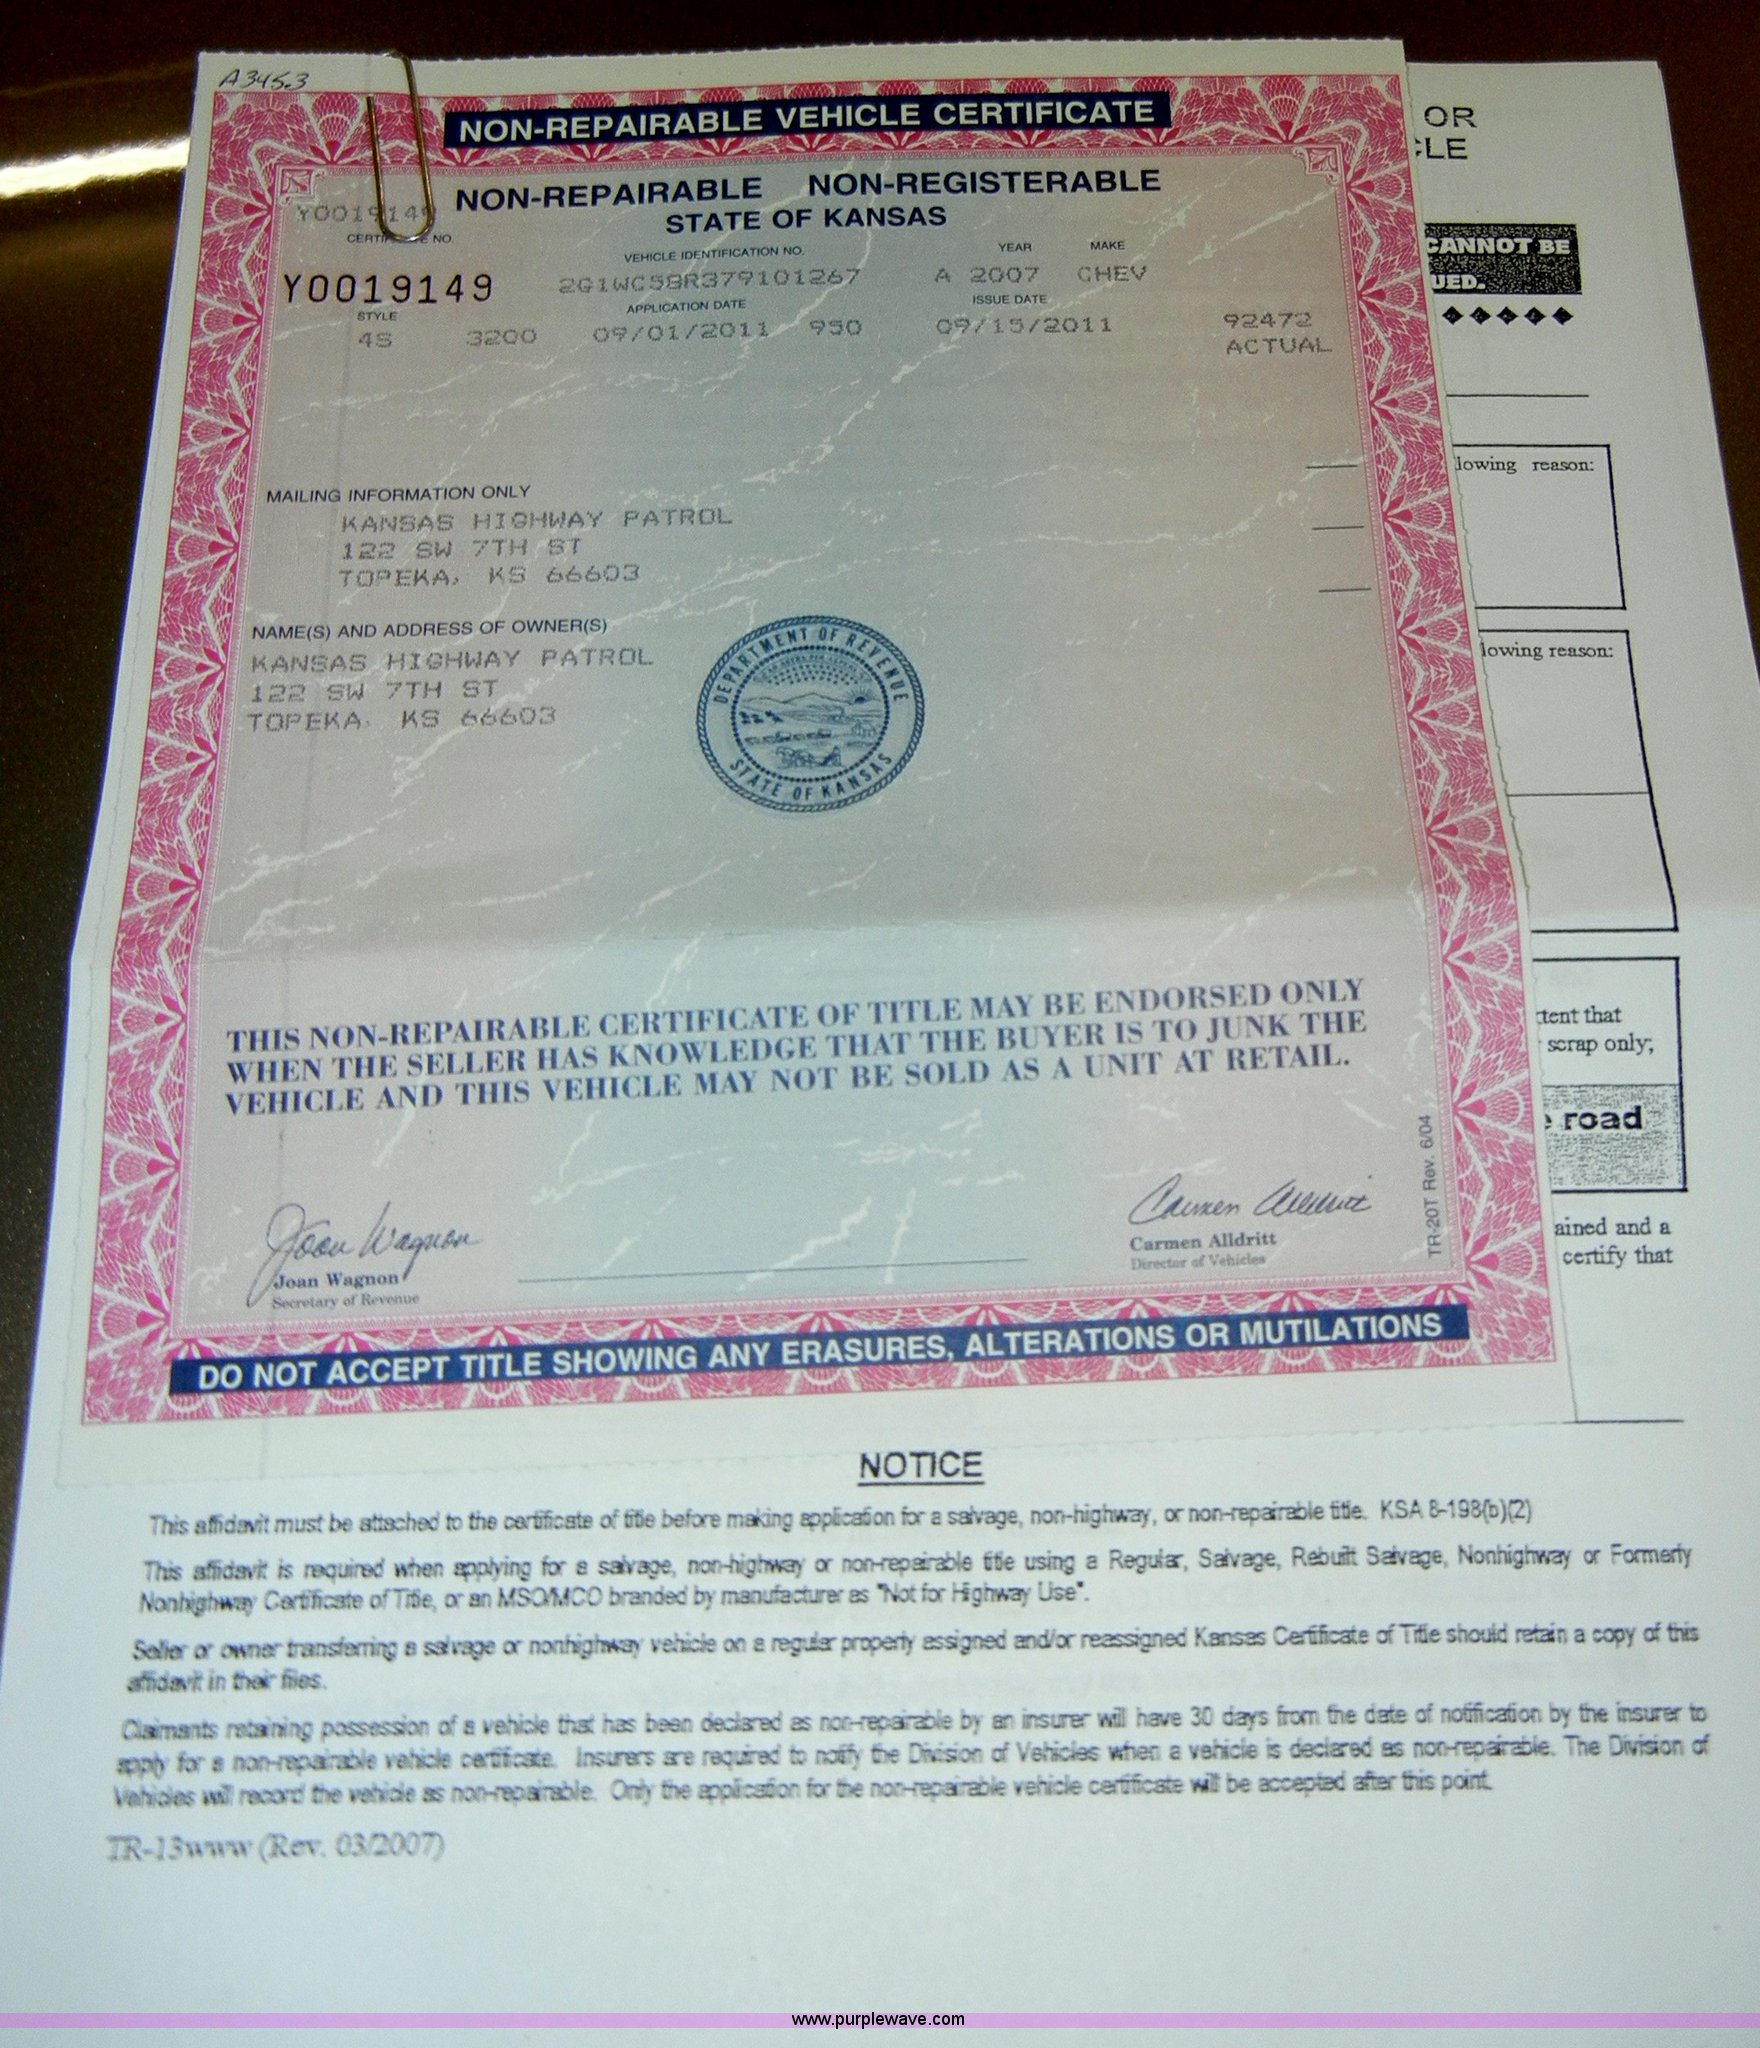 A3453
NON-REPAIRABLE VEHICLE CERTIFICATE
NON-REPAIRABLE NON-REGISTERABLE
STATE OF KANSAS
Y0019149
CERTIFICATE NO.
VEHICLE IDENTIFICATION NO.
YEAR MAKE
Y0019149
2G1WC58R379101267 A 2007 CHEV
STYLE
APPLICATION DATE
ISSUE DATE
4S 3200 09/01/2011 950 09/15/2011 92472
ACTUAL
MAILING INFORMATION ONLY
KANSAS HIGHWAY PATROL
122 SW 7TH ST
TOPEKA, KS 66603
NAME(S) AND ADDRESS OF OWNER(S)
KANSAS HIGHWAY PATROL
122 SW 7TH ST
TOPEKA, KS 66603
DEPARTMENT OF REVENUE
STATE OF KANSAS
THIS NON-REPAIRABLE CERTIFICATE OF TITLE MAY BE ENDORSED ONLY
WHEN THE SELLER HAS KNOWLEDGE THAT THE BUYER IS TO JUNK THE
VEHICLE AND THIS VEHICLE MAY NOT BE SOLD AS A UNIT AT RETAIL.
Joan Wagnon
Joan Wagnon
Secretary of Revenue
Carmen Alldritt
Carmen Alldritt
Director of Vehicles
TR-20T Rev. 6/04
DO NOT ACCEPT TITLE SHOWING ANY ERASURES, ALTERATIONS OR MUTILATIONS
OR
CLE
CANNOT BE
UED.
lowing reason:
lowing reason:
tent that
scrap only;
road
ained and a
certify that
NOTICE
This affidavit must be attached to the certificate of title before making application for a salvage, non-highway, or non-repairable title. KSA 8-198(b)(2)
This affidavit is required when applying for a salvage, non-highway or non-repairable title using a Regular, Salvage, Rebuilt Salvage, Nonhighway or Formerly
Nonhighway Certificate of Title, or an MSO/MCO branded by manufacturer as "Not for Highway Use".
Seller or owner transferring a salvage or nonhighway vehicle on a regular property assigned and/or reassigned Kansas Certificate of Title should retain a copy of this
affidavit in their files.
Claimants retaining possession of a vehicle that has been declared as non-repairable by an insurer will have 30 days from the date of notification by the insurer to
apply for a non-repairable vehicle certificate. Insurers are required to notify the Division of Vehicles when a vehicle is declared as non-repairable. The Division of
Vehicles will record the vehicle as non-repairable. Only the application for the non-repairable vehicle certificate will be accepted after this point.
TR-13www (Rev. 03/2007)
www.purplewave.com